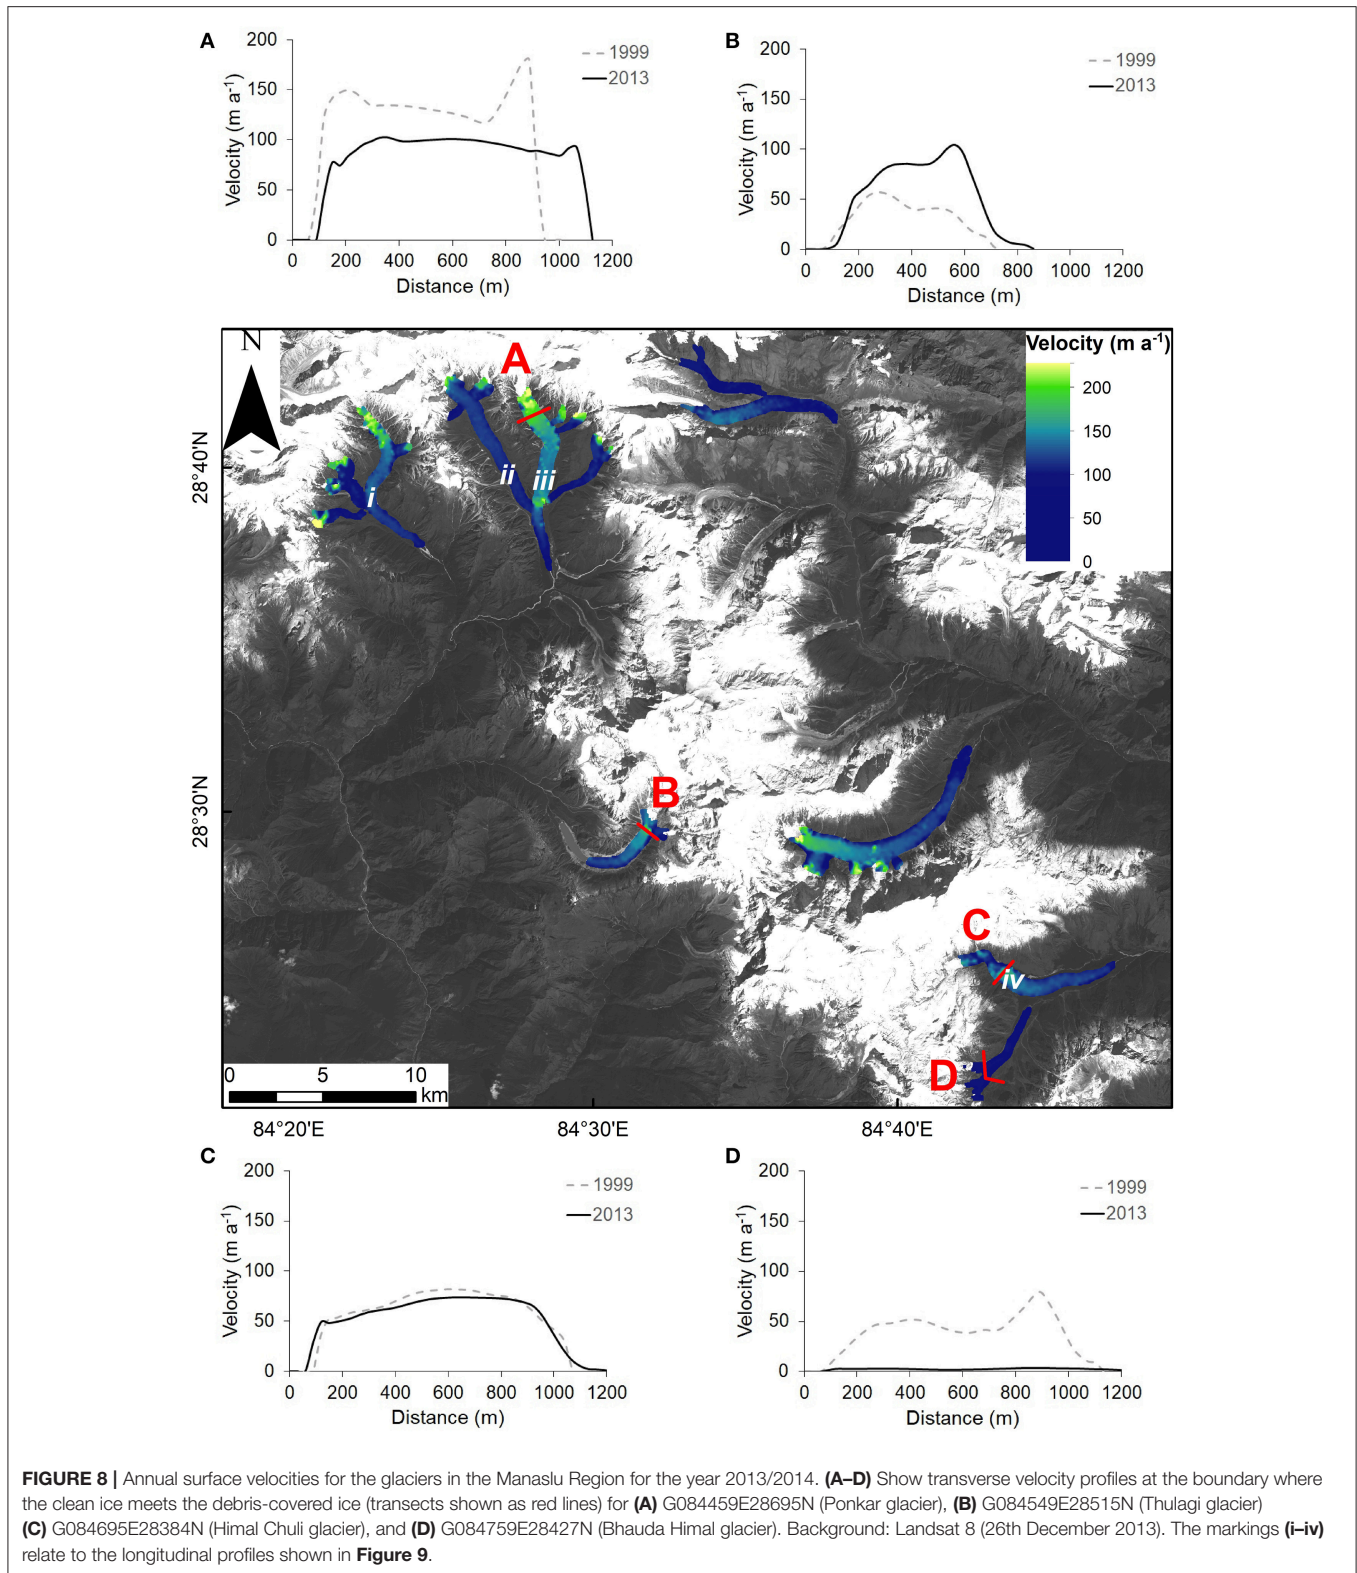 A
200
150
100
50
0
Velocity (m a-1)
0 200 400 600 800 1000 1200
Distance (m)
1999
2013
B
200
150
100
50
0
Velocity (m a-1)
0 200 400 600 800 1000 1200
Distance (m)
1999
2013
N
A
B
C
D
i
ii
iii
iv
Velocity (m a-1)
200
150
100
50
0
28°40'N
28°30'N
0 5 10
km
84°20'E 84°30'E 84°40'E
C
200
150
100
50
0
Velocity (m a-1)
0 200 400 600 800 1000 1200
Distance (m)
1999
2013
D
200
150
100
50
0
Velocity (m a-1)
0 200 400 600 800 1000 1200
Distance (m)
1999
2013
FIGURE 8 | Annual surface velocities for the glaciers in the Manaslu Region for the year 2013/2014. (A–D) Show transverse velocity profiles at the boundary where
the clean ice meets the debris-covered ice (transects shown as red lines) for (A) G084459E28695N (Ponkar glacier), (B) G084549E28515N (Thulagi glacier)
(C) G084695E28384N (Himal Chuli glacier), and (D) G084759E28427N (Bhauda Himal glacier). Background: Landsat 8 (26th December 2013). The markings (i–iv)
relate to the longitudinal profiles shown in Figure 9.